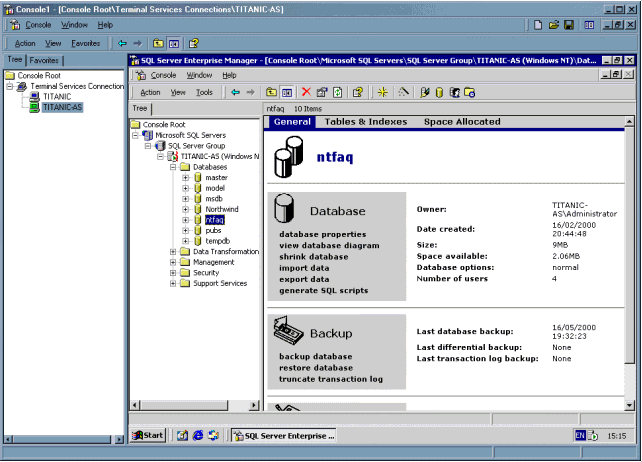 Console1 - [Console Root\Terminal Services Connections\TITANIC-AS]
Console Window Help
Action View Favorites
Tree Favorites
Console Root
Terminal Services Connection
TITANIC
TITANIC-AS
SQL Server Enterprise Manager - [Console Root\Microsoft SQL Servers\SQL Server Group\TITANIC-AS (Windows NT)\Dat...
Console Window Help
Action View Tools
Tree
ntfaq 10 Items
Console Root
Microsoft SQL Servers
SQL Server Group
TITANIC-AS (Windows N
Databases
master
model
msdb
Northwind
ntfaq
pubs
tempdb
Data Transformation
Management
Security
Support Services
General Tables & Indexes Space Allocated
ntfaq
Database
database properties
view database diagram
shrink database
import data
export data
generate SQL scripts
Owner: TITANIC-
AS\Administrator
Date created: 16/02/2000
20:44:48
Size: 9MB
Space available: 2.06MB
Database options: normal
Number of users 4
Backup
backup database
restore database
truncate transaction log
Last database backup: 16/05/2000
19:32:23
Last differential backup: None
Last transaction log backup: None
Start SQL Server Enterprise ... EN 15:15